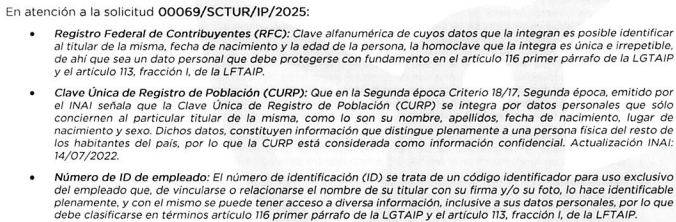 En atención a la solicitud 00069/SCTUR/IP/2025:
• Registro Federal de Contribuyentes (RFC): Clave alfanumérica de cuyos datos que la integran es posible identificar
al titular de la misma, fecha de nacimiento y la edad de la persona, la homoclave que la integra es única e irrepetible,
de ahí que sea un dato personal que debe protegerse con fundamento en el artículo 116 primer párrafo de la LGTAIP
y el artículo 113, fracción I, de la LFTAIP.
• Clave Única de Registro de Población (CURP): Que en la Segunda época Criterio 18/17, Segunda época, emitido por
el INAI señala que la Clave Única de Registro de Población (CURP) se integra por datos personales que sólo
conciernen al particular titular de la misma, como lo son su nombre, apellidos, fecha de nacimiento, lugar de
nacimiento y sexo. Dichos datos, constituyen información que distingue plenamente a una persona física del resto de
los habitantes del país, por lo que la CURP está considerada como información confidencial. Actualización INAI:
14/07/2022.
• Número de ID de empleado: El número de identificación (ID) se trata de un código identificador para uso exclusivo
del empleado que, de vincularse o relacionarse el nombre de su titular con su firma y/o su foto, lo hace identificable
plenamente, y con el mismo se puede tener acceso a diversa información, inclusive a sus datos personales, por lo que
debe clasificarse en términos artículo 116 primer párrafo de la LGTAIP y el artículo 113, fracción I, de la LFTAIP.